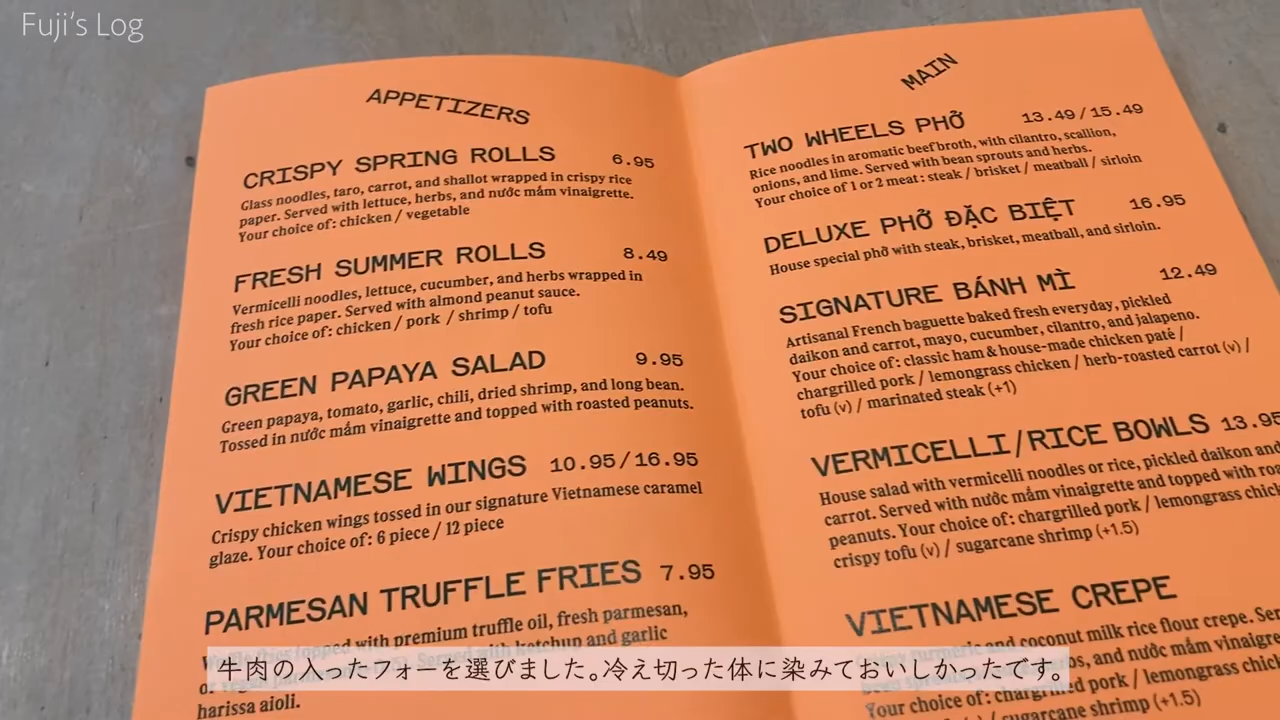 Fuji's Log
APPETIZERS
CRISPY SPRING ROLLS 6.95
Glass noodles, taro, carrot, and shallot wrapped in crispy rice
paper. Served with lettuce, herbs, and nước mắm vinaigrette.
Your choice of: chicken / vegetable
FRESH SUMMER ROLLS 8.49
Vermicelli noodles, lettuce, cucumber, and herbs wrapped in
fresh rice paper. Served with almond peanut sauce.
Your choice of: chicken / pork / shrimp / tofu
GREEN PAPAYA SALAD 9.95
Green papaya, tomato, garlic, chili, dried shrimp, and long bean.
Tossed in nước mắm vinaigrette and topped with roasted peanuts.
VIETNAMESE WINGS 10.95/16.95
Crispy chicken wings tossed in our signature Vietnamese caramel
glaze. Your choice of: 6 piece / 12 piece
PARMESAN TRUFFLE FRIES 7.95
Waffle fries topped with premium truffle oil, fresh parmesan,
Served with ketchup and garlic
harissa aioli.
MAIN
TWO WHEELS PHỞ 13.49/15.49
Rice noodles in aromatic beef broth, with cilantro, scallion,
onions, and lime. Served with bean sprouts and herbs.
Your choice of 1 or 2 meat: steak / brisket / meatball / sirloin
DELUXE PHỞ ĐẶC BIỆT 16.95
House special phở with steak, brisket, meatball, and sirloin.
SIGNATURE BÁNH MÌ 12.49
Artisanal French baguette baked fresh everyday, pickled
daikon and carrot, mayo, cucumber, cilantro, and jalapeno.
Your choice of: classic ham & house-made chicken paté /
chargrilled pork / lemongrass chicken / herb-roasted carrot (v) /
tofu (v) / marinated steak (+1)
VERMICELLI/RICE BOWLS 13.95
House salad with vermicelli noodles or rice, pickled daikon and
carrot. Served with nước mắm vinaigrette and topped with
peanuts. Your choice of: chargrilled pork / lemongrass
crispy tofu (v) / sugarcane shrimp (+1.5)
VIETNAMESE CREPE
turmeric and coconut milk rice flour crepe.
and nước mắm
Your choice of: chargrilled pork / lemongrass
/ sugarcane shrimp (+1.5)
牛肉の入ったフォーを選びました。冷え切った体に染みておいしかったです。